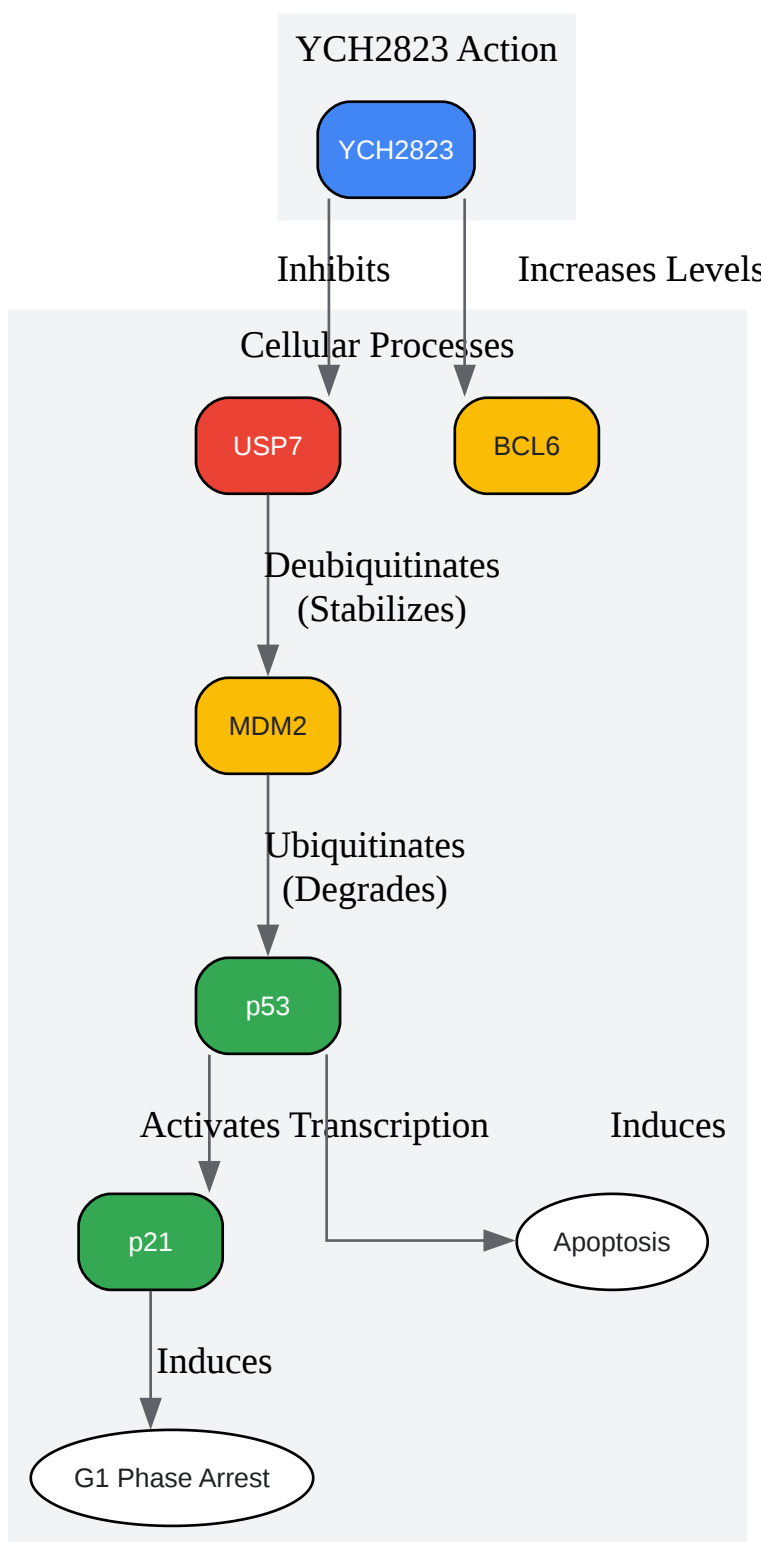 YCH2823 Action
YCH2823
Inhibits
Increases Levels
Cellular Processes
USP7
BCL6
Deubiquitinates
(Stabilizes)
MDM2
Ubiquitinates
(Degrades)
p53
Activates Transcription
Induces
p21
Apoptosis
Induces
G1 Phase Arrest